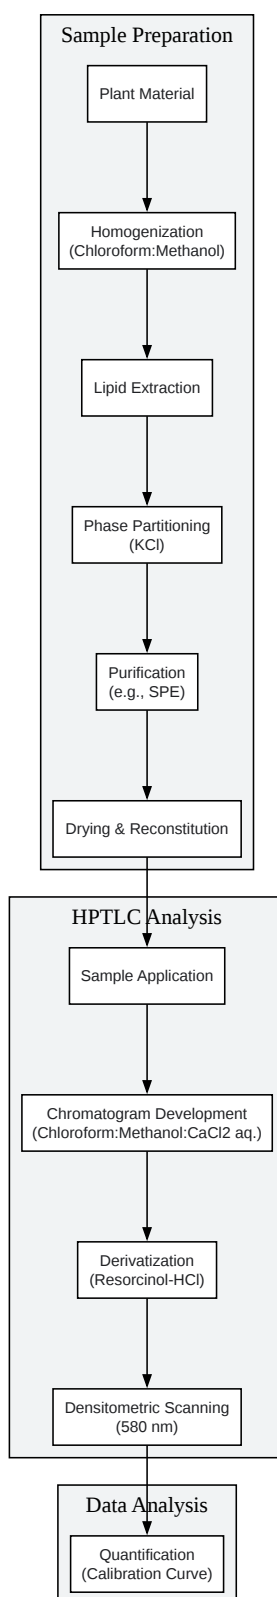 Sample Preparation
Plant Material
Homogenization
(Chloroform:Methanol)
Lipid Extraction
Phase Partitioning
(KCl)
Purification
(e.g., SPE)
Drying & Reconstitution
HPTLC Analysis
Sample Application
Chromatogram Development
(Chloroform:Methanol:CaCl2 aq.)
Derivatization
(Resorcinol-HCl)
Densitometric Scanning
(580 nm)
Data Analysis
Quantification
(Calibration Curve)